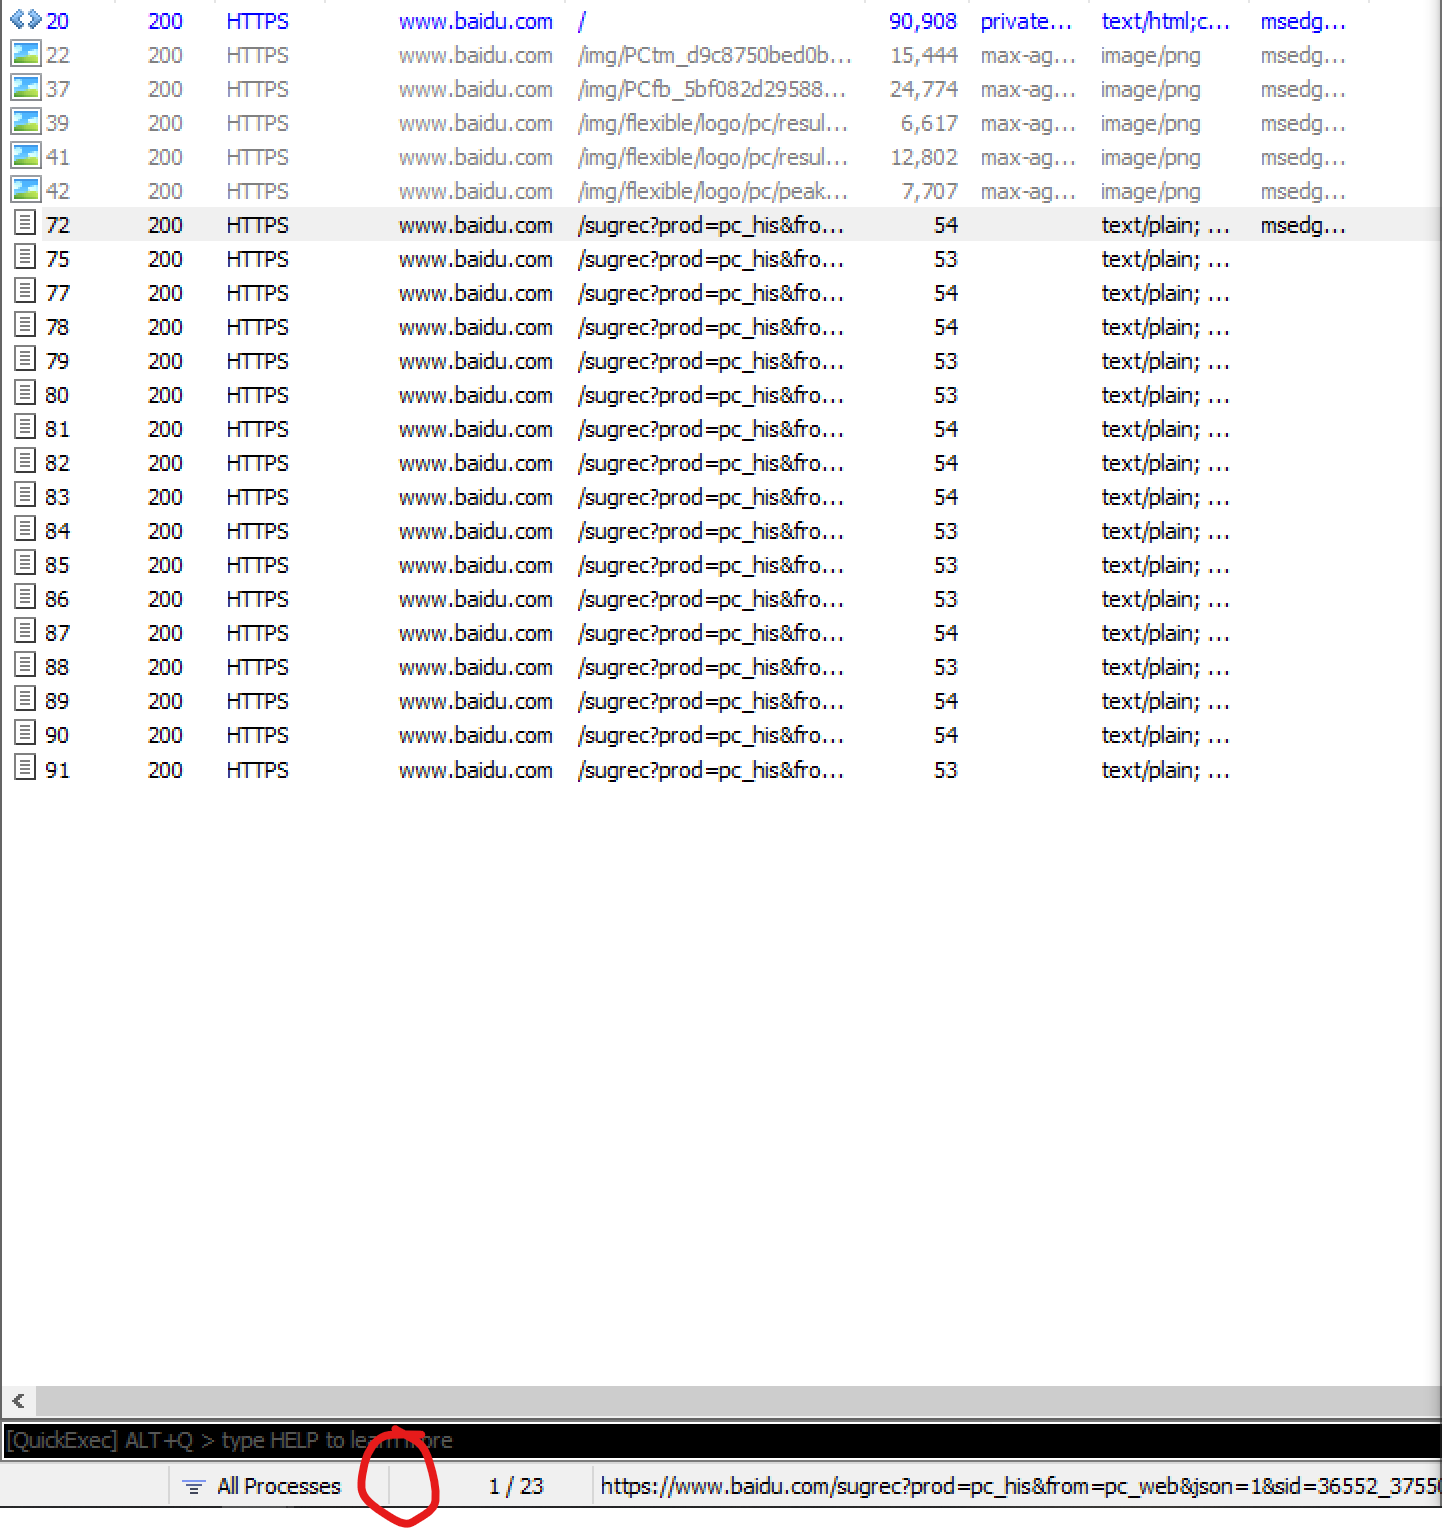 20 200 HTTPS www.baidu.com / 90,908 private... text/html;c... msedg...
22 200 HTTPS www.baidu.com /img/PCtm_d9c8750bed0b... 15,444 max-ag... image/png msedg...
37 200 HTTPS www.baidu.com /img/PCfb_5bf082d29588... 24,774 max-ag... image/png msedg...
39 200 HTTPS www.baidu.com /img/flexible/logo/pc/resul... 6,617 max-ag... image/png msedg...
41 200 HTTPS www.baidu.com /img/flexible/logo/pc/resul... 12,802 max-ag... image/png msedg...
42 200 HTTPS www.baidu.com /img/flexible/logo/pc/peak... 7,707 max-ag... image/png msedg...
72 200 HTTPS www.baidu.com /sugrec?prod=pc_his&fro... 54 text/plain; ... msedg...
75 200 HTTPS www.baidu.com /sugrec?prod=pc_his&fro... 53 text/plain; ...
77 200 HTTPS www.baidu.com /sugrec?prod=pc_his&fro... 54 text/plain; ...
78 200 HTTPS www.baidu.com /sugrec?prod=pc_his&fro... 54 text/plain; ...
79 200 HTTPS www.baidu.com /sugrec?prod=pc_his&fro... 53 text/plain; ...
80 200 HTTPS www.baidu.com /sugrec?prod=pc_his&fro... 53 text/plain; ...
81 200 HTTPS www.baidu.com /sugrec?prod=pc_his&fro... 54 text/plain; ...
82 200 HTTPS www.baidu.com /sugrec?prod=pc_his&fro... 54 text/plain; ...
83 200 HTTPS www.baidu.com /sugrec?prod=pc_his&fro... 54 text/plain; ...
84 200 HTTPS www.baidu.com /sugrec?prod=pc_his&fro... 53 text/plain; ...
85 200 HTTPS www.baidu.com /sugrec?prod=pc_his&fro... 53 text/plain; ...
86 200 HTTPS www.baidu.com /sugrec?prod=pc_his&fro... 53 text/plain; ...
87 200 HTTPS www.baidu.com /sugrec?prod=pc_his&fro... 54 text/plain; ...
88 200 HTTPS www.baidu.com /sugrec?prod=pc_his&fro... 53 text/plain; ...
89 200 HTTPS www.baidu.com /sugrec?prod=pc_his&fro... 54 text/plain; ...
90 200 HTTPS www.baidu.com /sugrec?prod=pc_his&fro... 54 text/plain; ...
91 200 HTTPS www.baidu.com /sugrec?prod=pc_his&fro... 53 text/plain; ...
[QuickExec] ALT+Q > type HELP to learn more
All Processes 1 / 23 https://www.baidu.com/sugrec?prod=pc_his&from=pc_web&json=1&sid=36552_3755